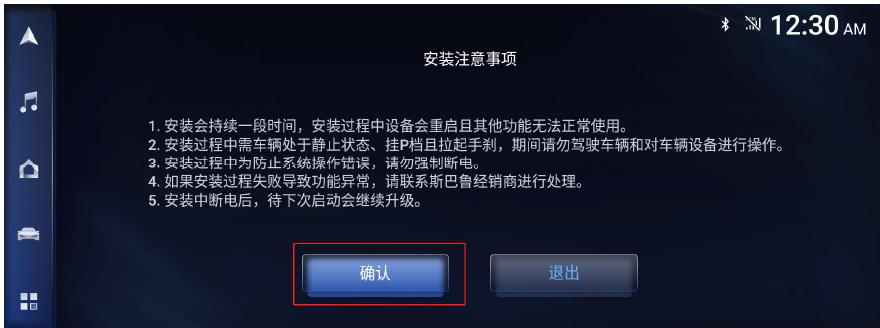 12:30 AM
安装注意事项
1. 安装会持续一段时间，安装过程中设备会重启且其他功能无法正常使用。
2. 安装过程中需车辆处于静止状态、挂P档且拉起手刹，期间请勿驾驶车辆和对车辆设备进行操作。
3. 安装过程中为防止系统操作错误，请勿强制断电。
4. 如果安装过程失败导致功能异常，请联系斯巴鲁经销商进行处理。
5. 安装中断电后，待下次启动会继续升级。
确认
退出